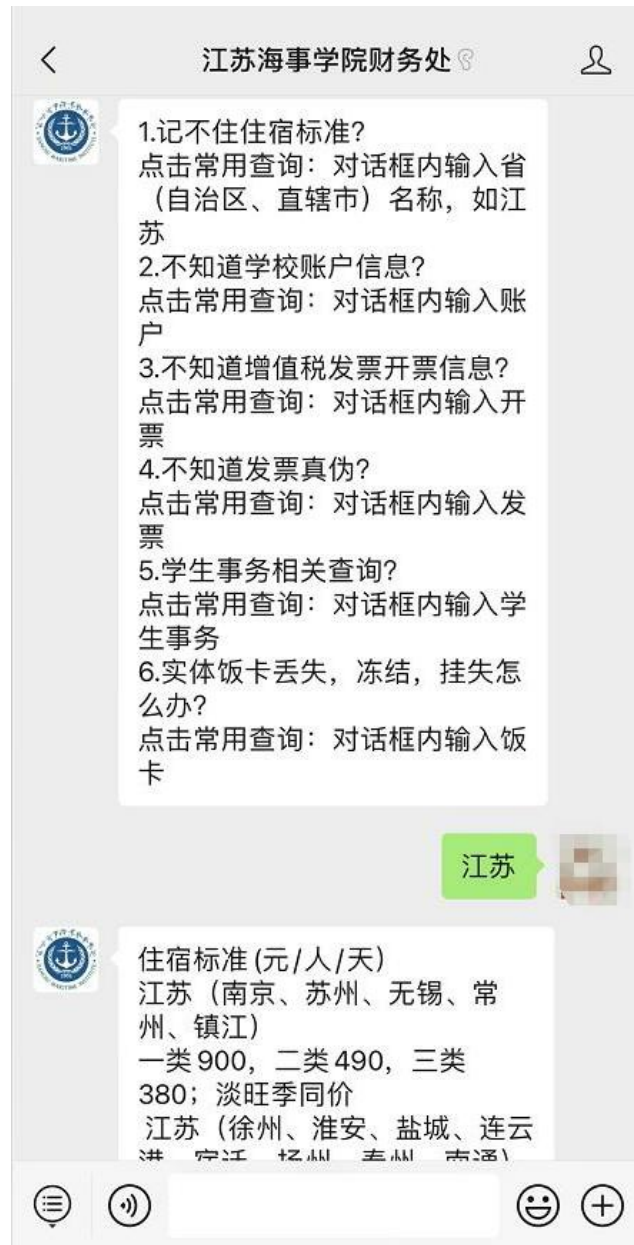 江苏海事学院财务处
1.记不住住宿标准?
点击常用查询：对话框内输入省
（自治区、直辖市）名称，如江
苏
2.不知道学校账户信息?
点击常用查询：对话框内输入账
户
3.不知道增值税发票开票信息?
点击常用查询：对话框内输入开
票
4.不知道发票真伪?
点击常用查询：对话框内输入发
票
5.学生事务相关查询?
点击常用查询：对话框内输入学
生事务
6.实体饭卡丢失，冻结，挂失怎
么办?
点击常用查询：对话框内输入饭
卡
江苏
住宿标准(元/人/天)
江苏（南京、苏州、无锡、常
州、镇江）
一类900，二类490，三类
380；淡旺季同价
江苏（徐州、淮安、盐城、连云
港、宿迁、扬州、泰州、南通）